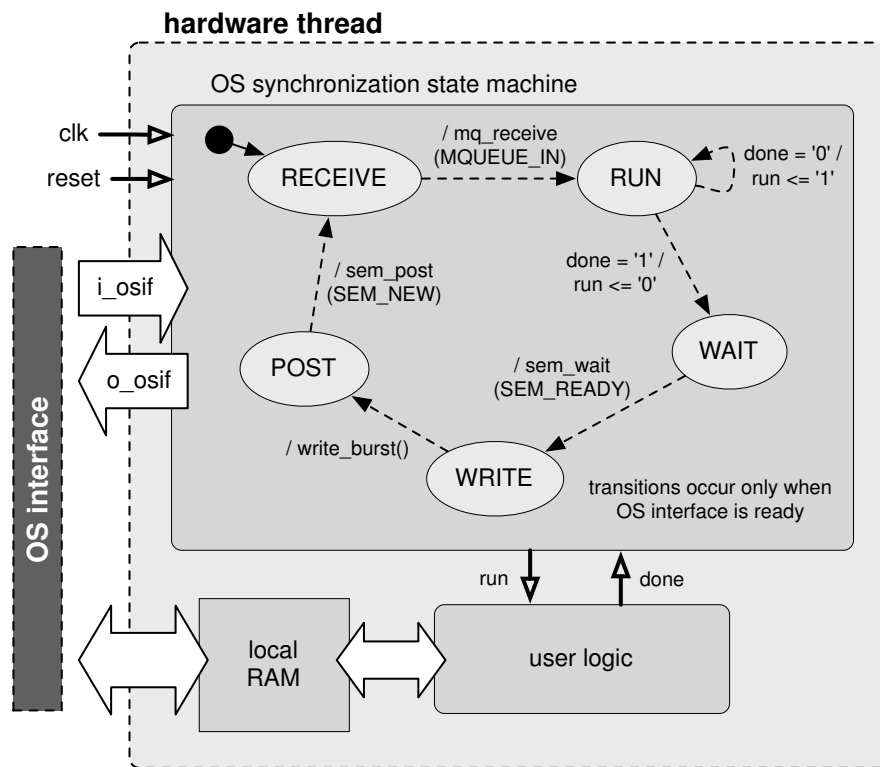 hardware thread
OS synchronization state machine
clk
reset
/ mq_receive
(MQUEUE_IN)
RECEIVE
RUN
done = '0' /
run <= '1'
i_osif
/ sem_post
(SEM_NEW)
done = '1' /
run <= '0'
o_osif
POST
/ sem_wait
(SEM_READY)
WAIT
/ write_burst()
WRITE
transitions occur only when
OS interface is ready
OS interface
run
done
local
RAM
user logic